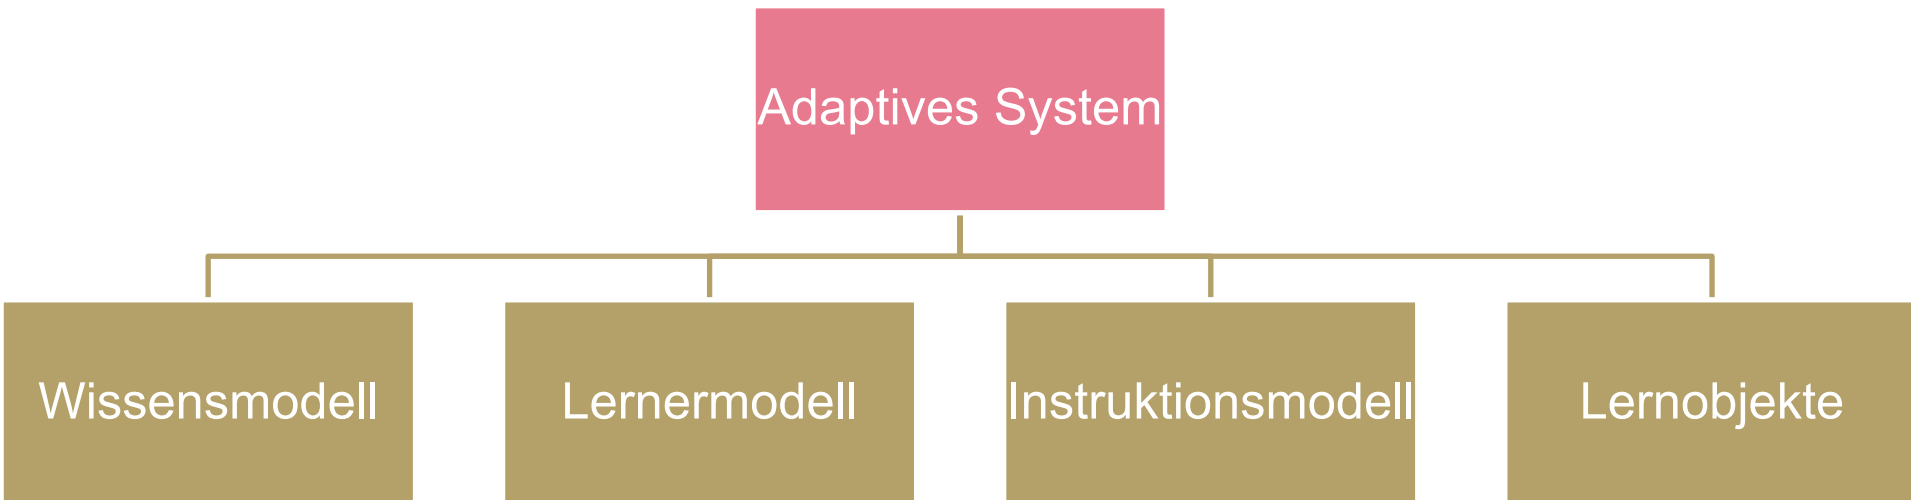 Adaptives System
Wissensmodell
Lernermodell
Instruktionsmodell
Lernobjekte